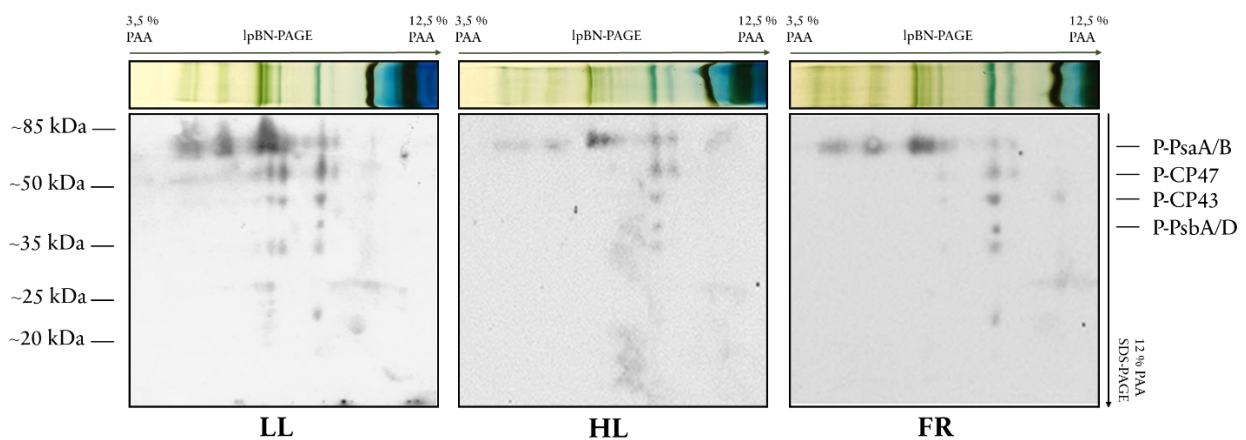 3,5 %
PAA
lpBN-PAGE
12,5 %
PAA
3,5 %
PAA
lpBN-PAGE
12,5 %
PAA
3,5 %
PAA
lpBN-PAGE
12,5 %
PAA
~85 kDa
~50 kDa
~35 kDa
~25 kDa
~20 kDa
P-PsaA/B
P-CP47
P-CP43
P-PsbA/D
12 % PAA
SDS-PAGE
LL
HL
FR